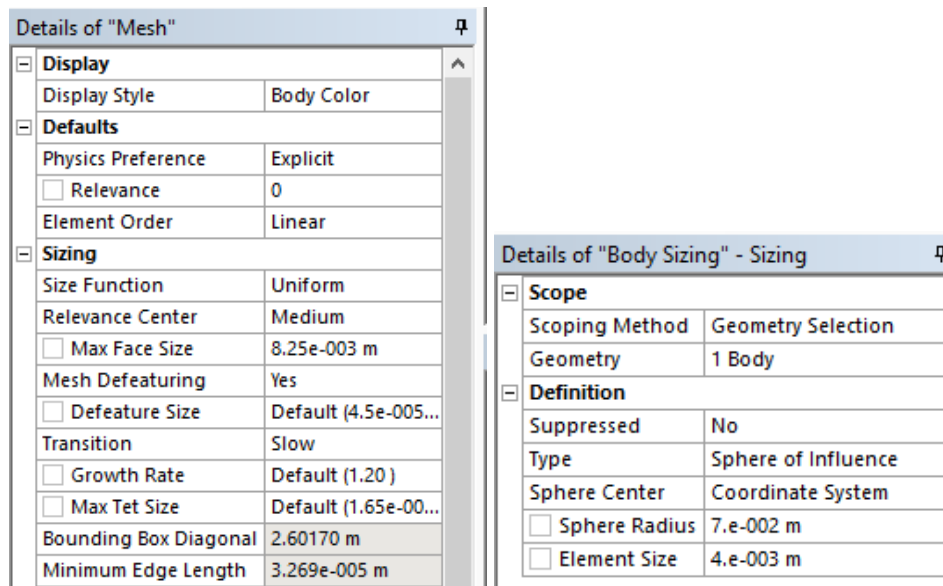 Details of "Mesh"
Display
Display Style Body Color
Defaults
Physics Preference Explicit
Relevance 0
Element Order Linear
Sizing
Size Function Uniform
Relevance Center Medium
Max Face Size 8.25e-003 m
Mesh Defeaturing Yes
Defeature Size Default (4.5e-005...
Transition Slow
Growth Rate Default (1.20 )
Max Tet Size Default (1.65e-00...
Bounding Box Diagonal 2.60170 m
Minimum Edge Length 3.269e-005 m
Details of "Body Sizing" - Sizing
Scope
Scoping Method Geometry Selection
Geometry 1 Body
Definition
Suppressed No
Type Sphere of Influence
Sphere Center Coordinate System
Sphere Radius 7.e-002 m
Element Size 4.e-003 m